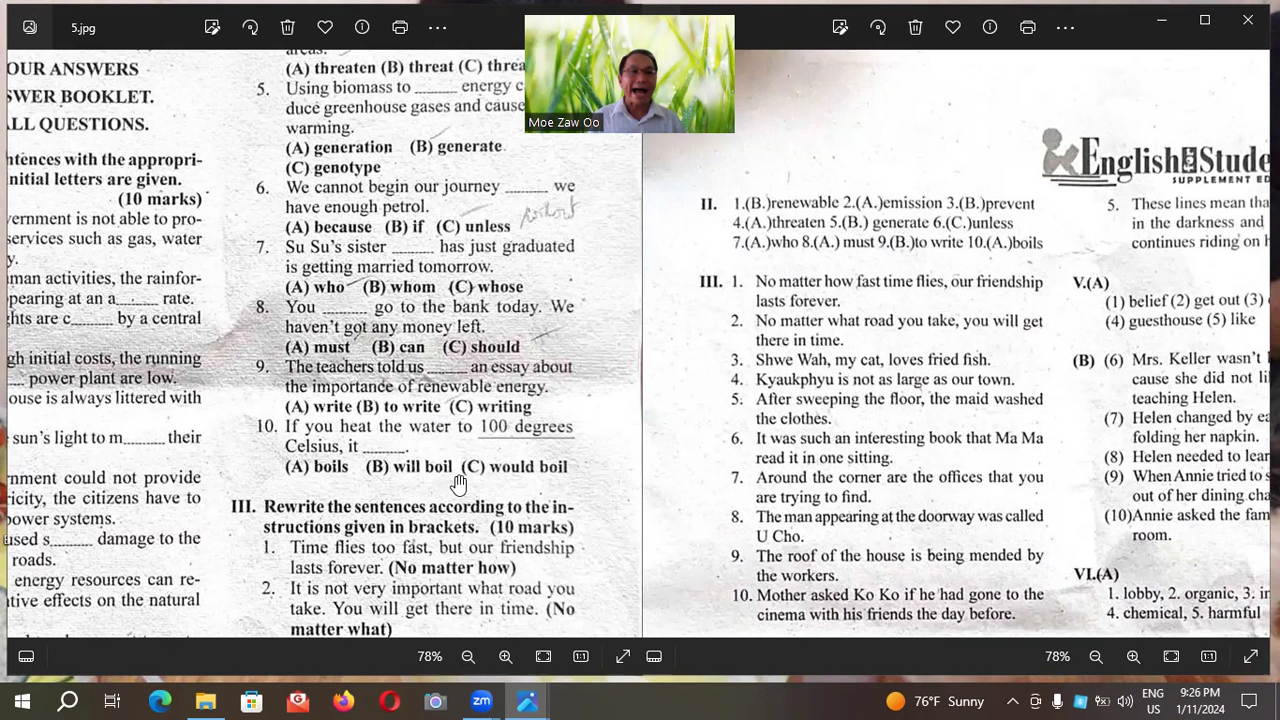 5.jpg
Moe Zaw Oo
OUR ANSWERS
SWER BOOKLET.
LL QUESTIONS.
ntences with the appropri-
nitial letters are given.
(10 marks)
vernment is not able to pro-
services such as gas, water
y.
man activities, the rainfor-
pearing at an a______ rate.
ghts are c______ by a central
gh initial costs, the running
power plant are low.
ouse is always littered with
sun's light to m______ their
nment could not provide
ricity, the citizens have to
power systems.
used s______ damage to the
roads.
energy resources can re-
tive effects on the natural
areas.
(A) threaten (B) threat (C) threa
5. Using biomass to ______ energy c
duce greenhouse gases and cause
warming.
(A) generation (B) generate
(C) genotype
6. We cannot begin our journey ______ we
have enough petrol.
(A) because (B) if (C) unless
7. Su Su's sister ______ has just graduated
is getting married tomorrow.
(A) who (B) whom (C) whose
8. You ______ go to the bank today. We
haven't got any money left.
(A) must (B) can (C) should
9. The teachers told us ______ an essay about
the importance of renewable energy.
(A) write (B) to write (C) writing
10. If you heat the water to 100 degrees
Celsius, it ______.
(A) boils (B) will boil (C) would boil
III. Rewrite the sentences according to the in-
structions given in brackets. (10 marks)
1. Time flies too fast, but our friendship
lasts forever. (No matter how)
2. It is not very important what road you
take. You will get there in time. (No
matter what)
English Stude
SUPPLEMENT ED
II. 1.(B.)renewable 2.(A.)emission 3.(B.)prevent
4.(A.)threaten 5.(B.) generate 6.(C.)unless
7.(A.)who 8.(A.) must 9.(B.)to write 10.(A.)boils
III. 1. No matter how fast time flies, our friendship
lasts forever.
2. No matter what road you take, you will get
there in time.
3. Shwe Wah, my cat, loves fried fish.
4. Kyaukphyu is not as large as our town.
5. After sweeping the floor, the maid washed
the clothes.
6. It was such an interesting book that Ma Ma
read it in one sitting.
7. Around the corner are the offices that you
are trying to find.
8. The man appearing at the doorway was called
U Cho.
9. The roof of the house is being mended by
the workers.
10. Mother asked Ko Ko if he had gone to the
cinema with his friends the day before.
5. These lines mean tha
in the darkness and
continues riding on h
V.(A)
(1) belief (2) get out (3)
(4) guesthouse (5) like
(B) (6) Mrs. Keller wasn't
cause she did not li
teaching Helen.
(7) Helen changed by ea
folding her napkin.
(8) Helen needed to lear
(9) When Annie tried to s
out of her dining cha
(10) Annie asked the fam
room.
VI.(A)
1. lobby, 2. organic, 3. in
4. chemical, 5. harmful
78%
1:1
78%
1:1
zm
76°F Sunny
ENG
US
9:26 PM
1/11/2024